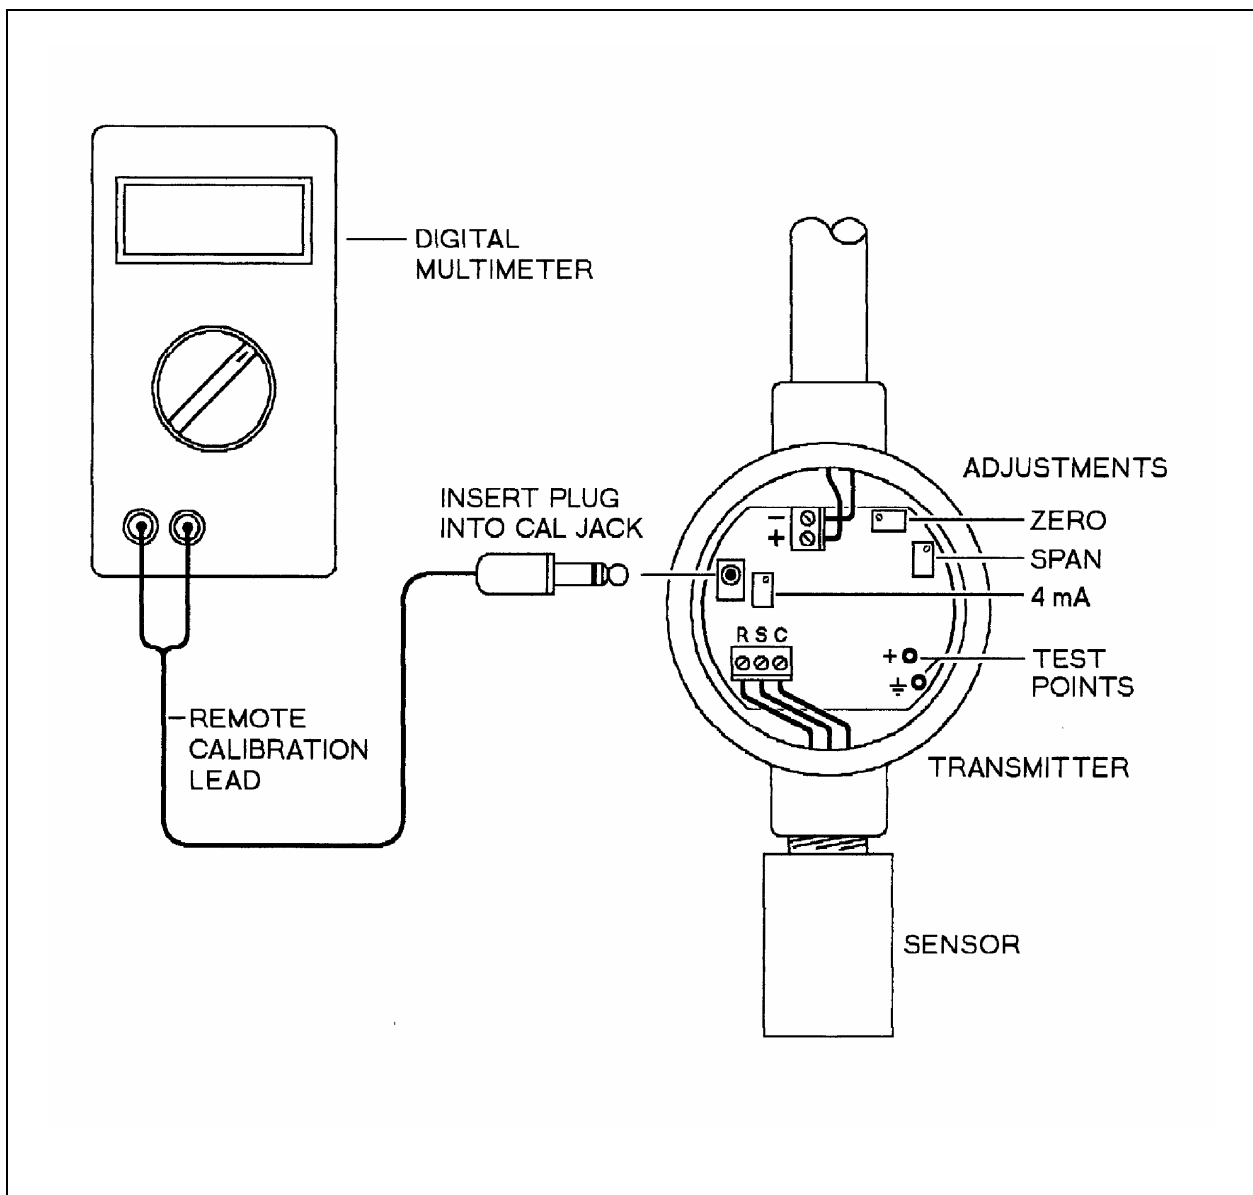 DIGITAL
MULTIMETER
INSERT PLUG
INTO CAL JACK
ADJUSTMENTS
ZERO
SPAN
4 mA
−
+
R S C
+
TEST
POINTS
REMOTE
CALIBRATION
LEAD
TRANSMITTER
SENSOR